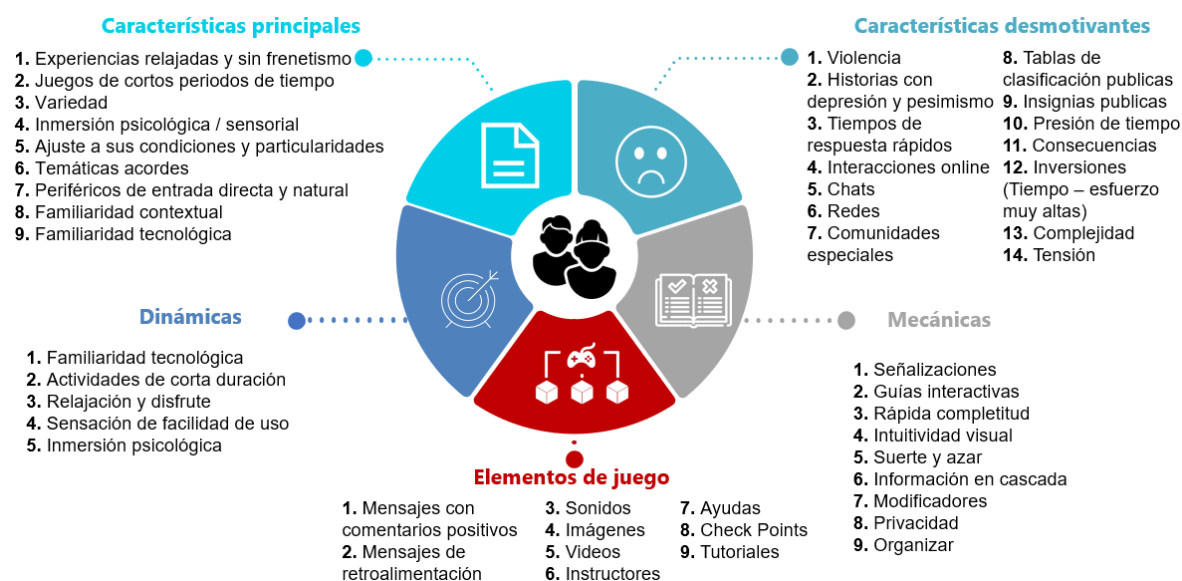 Características principales
1. Experiencias relajadas y sin frenetismo
2. Juegos de cortos periodos de tiempo
3. Variedad
4. Inmersión psicológica / sensorial
5. Ajuste a sus condiciones y particularidades
6. Temáticas acordes
7. Periféricos de entrada directa y natural
8. Familiaridad contextual
9. Familiaridad tecnológica
Características desmotivantes
1. Violencia
2. Historias con
depresión y pesimismo
3. Tiempos de
respuesta rápidos
4. Interacciones online
5. Chats
6. Redes
7. Comunidades
especiales
8. Tablas de
clasificación publicas
9. Insignias publicas
10. Presión de tiempo
11. Consecuencias
12. Inversiones
(Tiempo – esfuerzo
muy altas)
13. Complejidad
14. Tensión
Dinámicas
1. Familiaridad tecnológica
2. Actividades de corta duración
3. Relajación y disfrute
4. Sensación de facilidad de uso
5. Inmersión psicológica
Mecánicas
1. Señalizaciones
2. Guías interactivas
3. Rápida completitud
4. Intuitividad visual
5. Suerte y azar
6. Información en cascada
7. Modificadores
8. Privacidad
9. Organizar
Elementos de juego
1. Mensajes con
comentarios positivos
2. Mensajes de
retroalimentación
3. Sonidos
4. Imágenes
5. Videos
6. Instructores
7. Ayudas
8. Check Points
9. Tutoriales